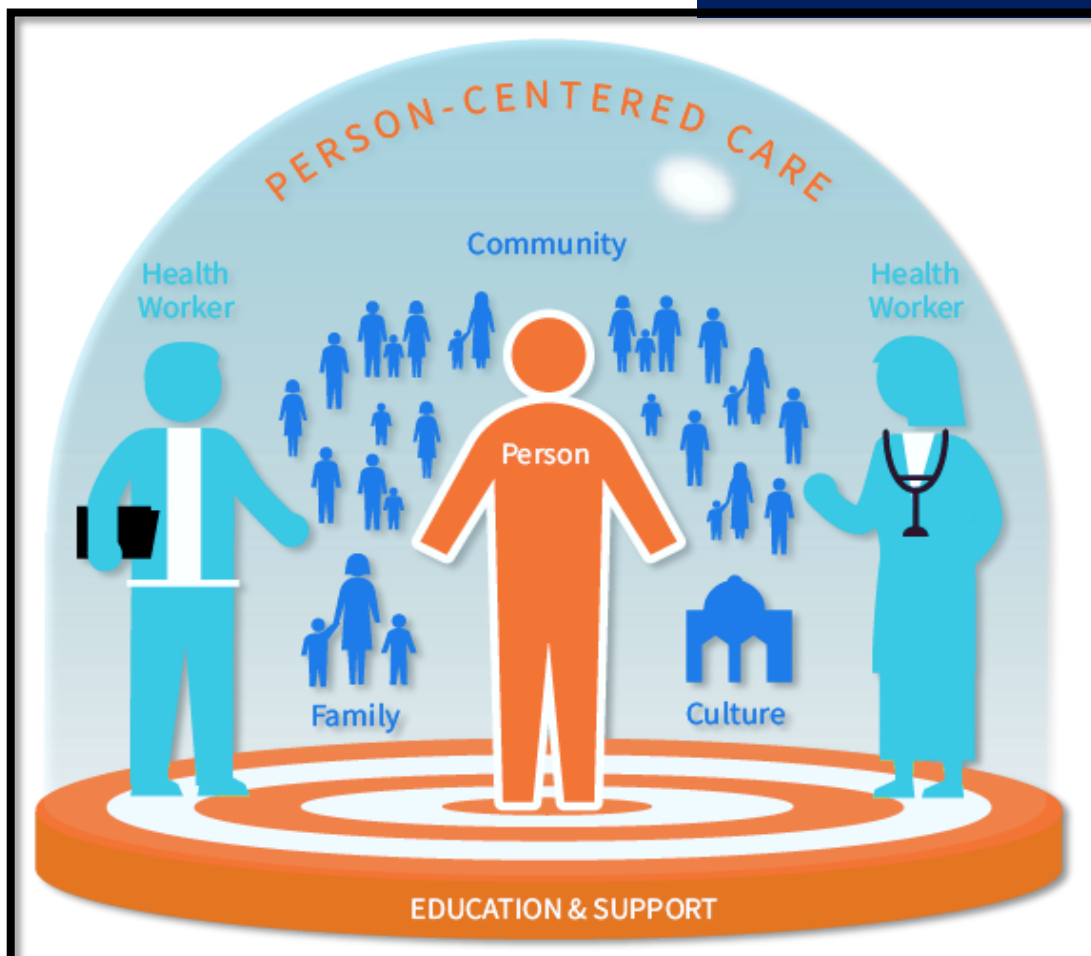 PERSON-CENTERED CARE
Community
Health
Worker
Health
Worker
Person
Family
Culture
EDUCATION & SUPPORT